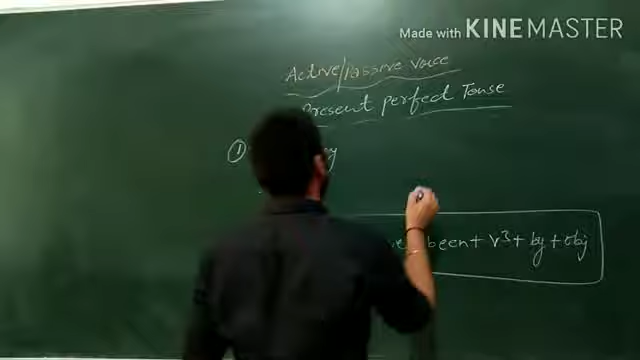 Made with KINEMASTER
Active/Passive Voice
Present perfect Tense
①
been + V3 + by + obj